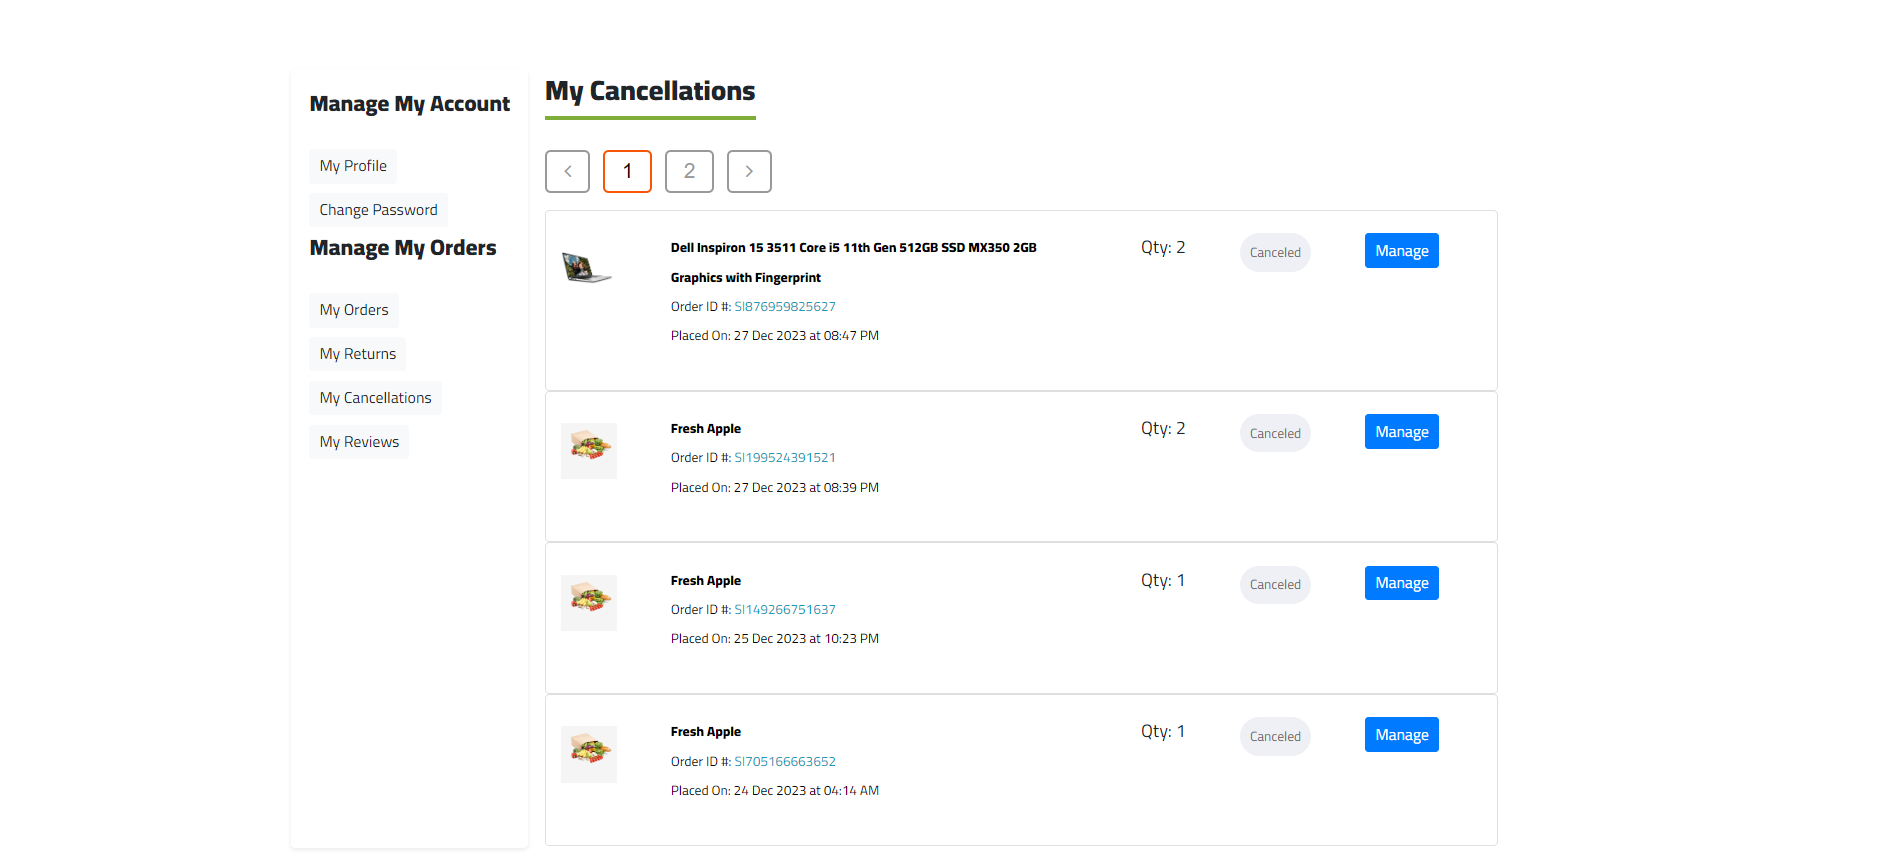 Manage My Account
My Profile
Change Password
Manage My Orders
My Orders
My Returns
My Cancellations
My Reviews
My Cancellations
1
2
Dell Inspiron 15 3511 Core i5 11th Gen 512GB SSD MX350 2GB
Graphics with Fingerprint
Order ID #: SI876959825627
Placed On: 27 Dec 2023 at 08:47 PM
Qty: 2
Canceled
Manage
Fresh Apple
Order ID #: SI199524391521
Placed On: 27 Dec 2023 at 08:39 PM
Qty: 2
Canceled
Manage
Fresh Apple
Order ID #: SI149266751637
Placed On: 25 Dec 2023 at 10:23 PM
Qty: 1
Canceled
Manage
Fresh Apple
Order ID #: SI705166663652
Placed On: 24 Dec 2023 at 04:14 AM
Qty: 1
Canceled
Manage